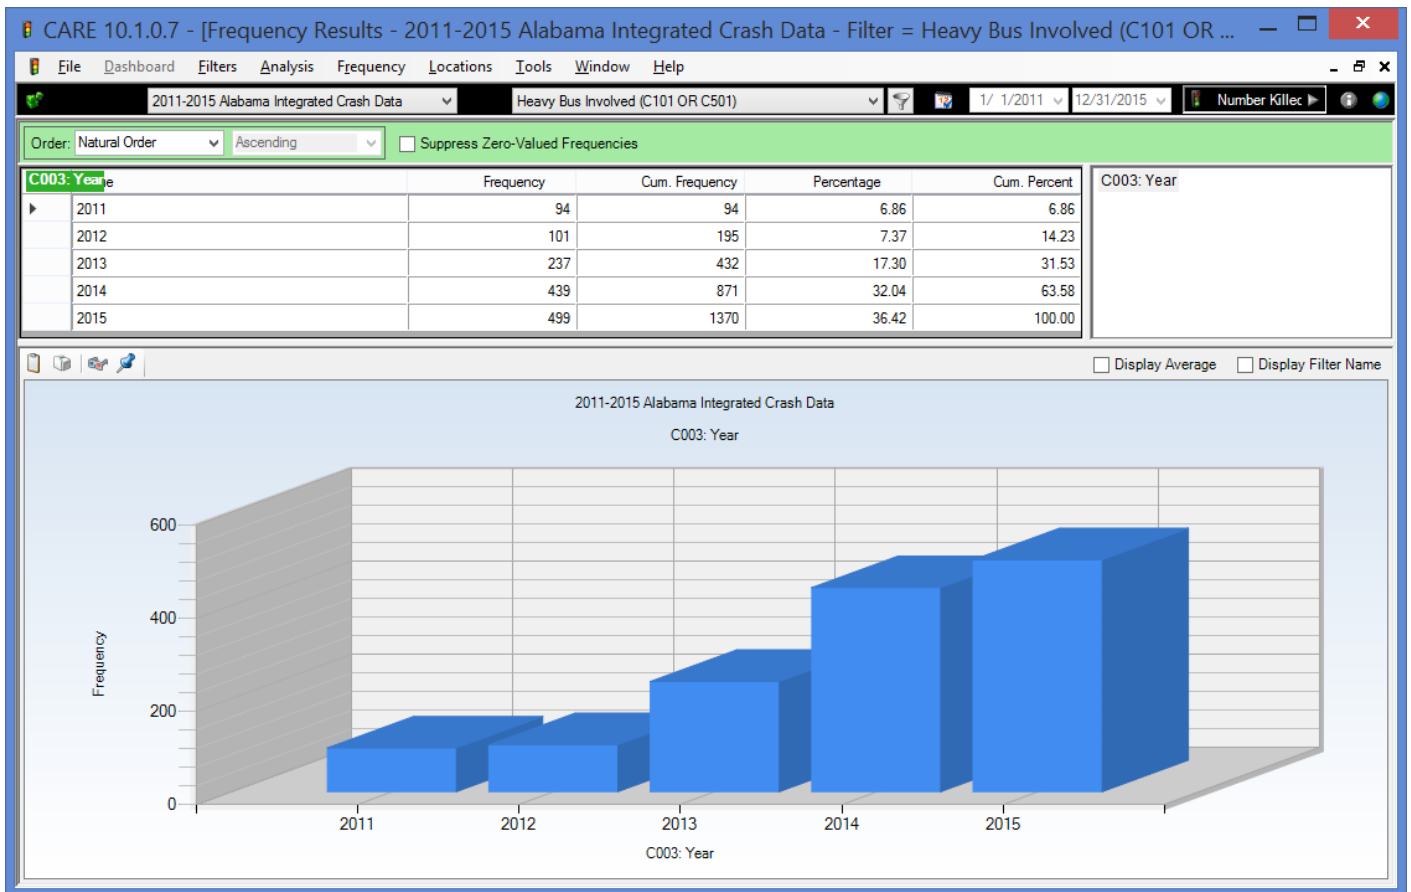 CARE 10.1.0.7 - [Frequency Results - 2011-2015 Alabama Integrated Crash Data - Filter = Heavy Bus Involved (C101 OR ...
File Dashboard Filters Analysis Frequency Locations Tools Window Help
2011-2015 Alabama Integrated Crash Data Heavy Bus Involved (C101 OR C501) 1/ 1/2011 12/31/2015 Number Killec
Order: Natural Order Ascending Suppress Zero-Valued Frequencies
C003: Year Frequency Cum. Frequency Percentage Cum. Percent C003: Year
2011 94 94 6.86 6.86
2012 101 195 7.37 14.23
2013 237 432 17.30 31.53
2014 439 871 32.04 63.58
2015 499 1370 36.42 100.00
Display Average Display Filter Name
2011-2015 Alabama Integrated Crash Data
C003: Year
600
400
Frequency
200
0
2011 2012 2013 2014 2015
C003: Year